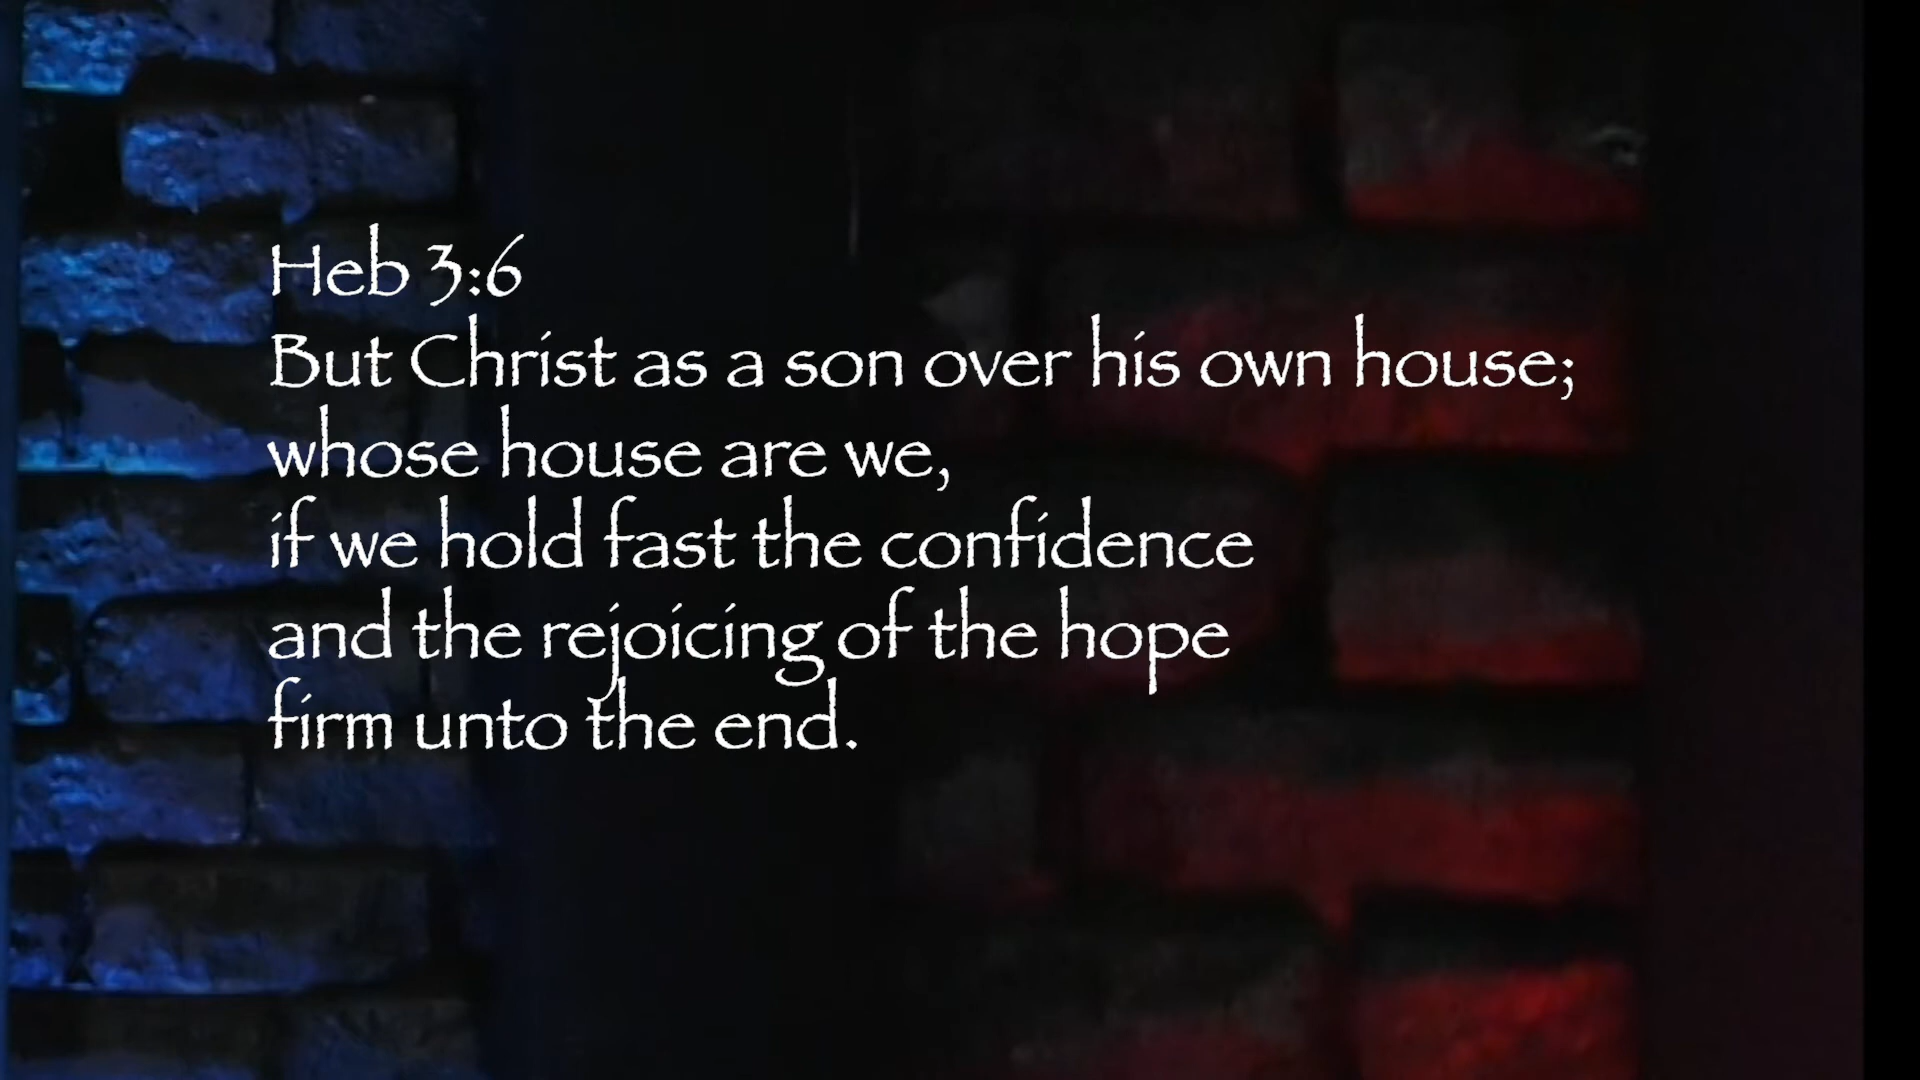 Heb 3:6
But Christ as a son over his own house;
whose house are we,
if we hold fast the confidence
and the rejoicing of the hope
firm unto the end.